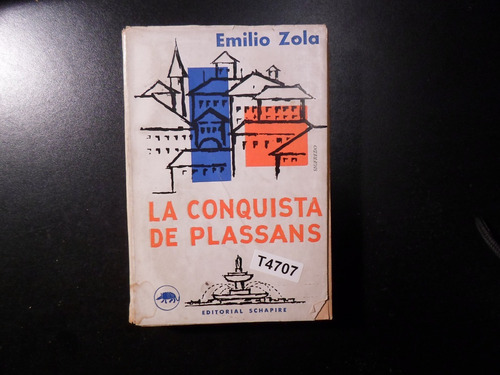 Emilio Zola
LA CONQUISTA
DE PLASSANS
T4707
EDITORIAL SCHAPIRE